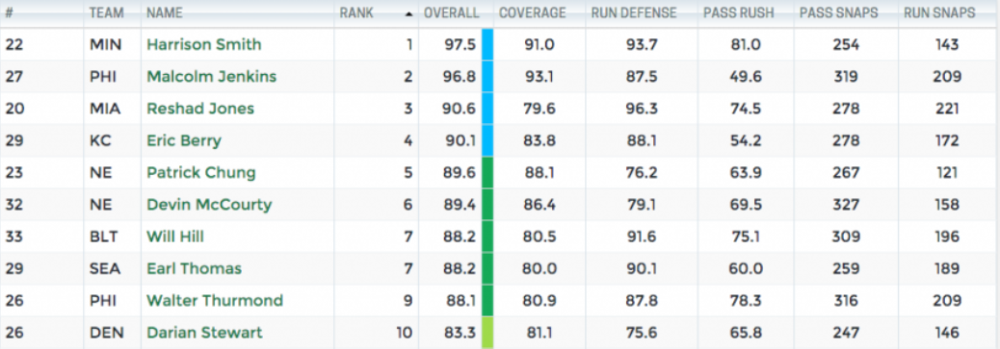 # TEAM NAME RANK ▲ OVERALL COVERAGE RUN DEFENSE PASS RUSH PASS SNAPS RUN SNAPS
22 MIN Harrison Smith 1 97.5 91.0 93.7 81.0 254 143
27 PHI Malcolm Jenkins 2 96.8 93.1 87.5 49.6 319 209
20 MIA Reshad Jones 3 90.6 79.6 96.3 74.5 278 221
29 KC Eric Berry 4 90.1 83.8 88.1 54.2 278 172
23 NE Patrick Chung 5 89.6 88.1 76.2 63.9 267 121
32 NE Devin McCourty 6 89.4 86.4 79.1 69.5 327 158
33 BLT Will Hill 7 88.2 80.5 91.6 75.1 309 196
29 SEA Earl Thomas 7 88.2 80.0 90.1 60.0 259 189
26 PHI Walter Thurmond 9 88.1 80.9 87.8 78.3 316 209
26 DEN Darian Stewart 10 83.3 81.1 75.6 65.8 247 146